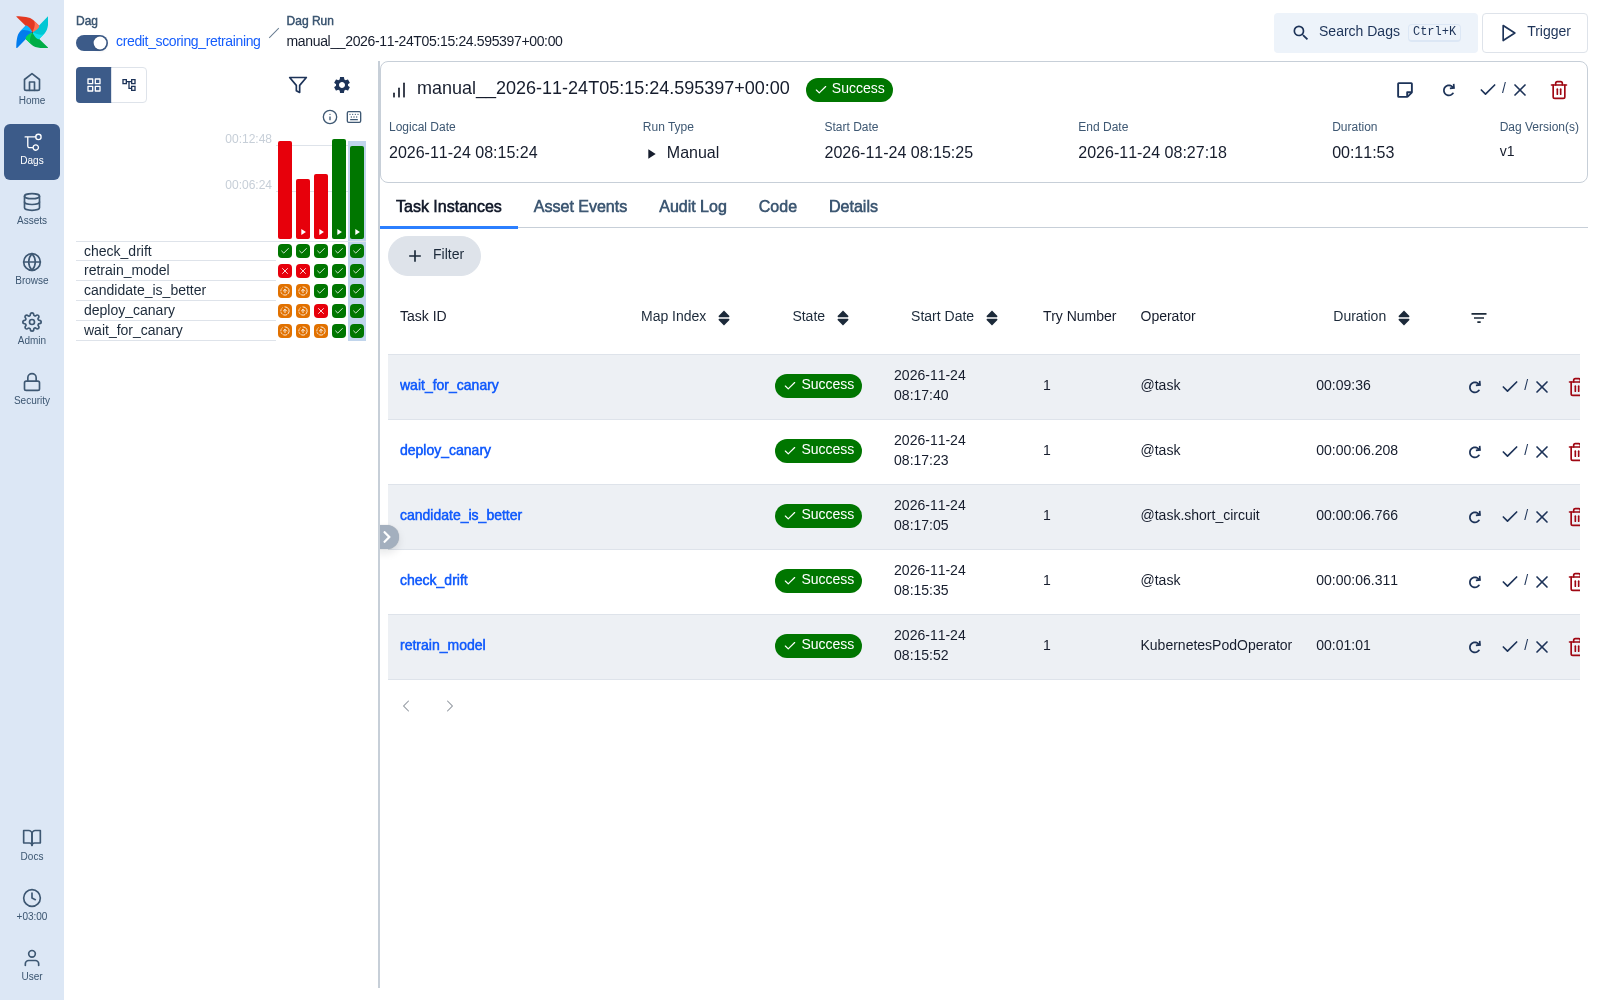 Dag
credit_scoring_retraining
/
Dag Run
manual__2026-11-24T05:15:24.595397+00:00
Search Dags Ctrl+K
Trigger
Home
Dags
Assets
Browse
Admin
Security
Docs
+03:00
User
00:12:48
00:06:24
check_drift
retrain_model
candidate_is_better
deploy_canary
wait_for_canary
manual__2026-11-24T05:15:24.595397+00:00 Success
/
Logical Date Run Type Start Date End Date Duration Dag Version(s)
2026-11-24 08:15:24 Manual 2026-11-24 08:15:25 2026-11-24 08:27:18 00:11:53 v1
Task Instances Asset Events Audit Log Code Details
Filter
Task ID Map Index State Start Date Try Number Operator Duration
wait_for_canary Success 2026-11-24 08:17:40 1 @task 00:09:36 /
deploy_canary Success 2026-11-24 08:17:23 1 @task 00:00:06.208 /
candidate_is_better Success 2026-11-24 08:17:05 1 @task.short_circuit 00:00:06.766 /
check_drift Success 2026-11-24 08:15:35 1 @task 00:00:06.311 /
retrain_model Success 2026-11-24 08:15:52 1 KubernetesPodOperator 00:01:01 /